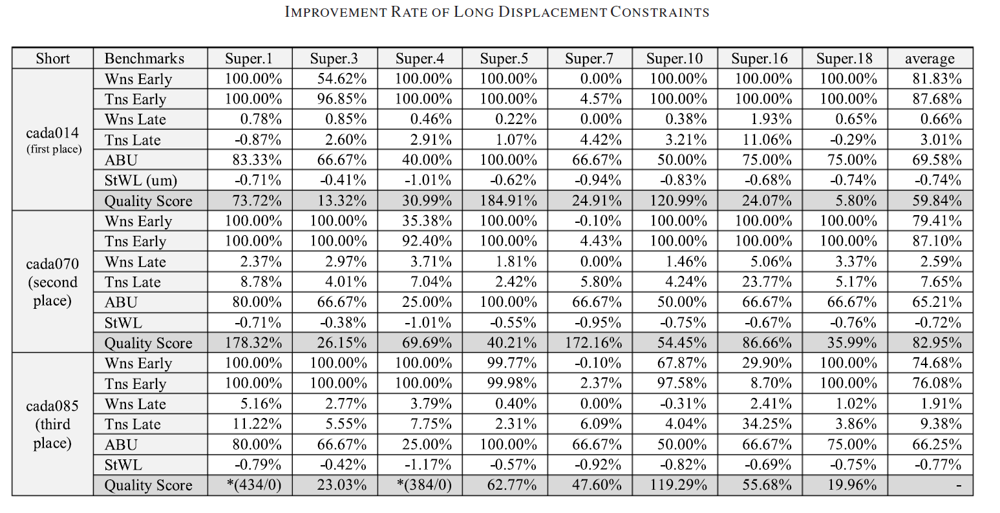 IMPROVEMENT RATE OF LONG DISPLACEMENT CONSTRAINTS
Short Benchmarks Super.1 Super.3 Super.4 Super.5 Super.7 Super.10 Super.16 Super.18 average
cada014
(first place)
Wns Early 100.00% 54.62% 100.00% 100.00% 0.00% 100.00% 100.00% 100.00% 81.83%
Tns Early 100.00% 96.85% 100.00% 100.00% 4.57% 100.00% 100.00% 100.00% 87.68%
Wns Late 0.78% 0.85% 0.46% 0.22% 0.00% 0.38% 1.93% 0.65% 0.66%
Tns Late -0.87% 2.60% 2.91% 1.07% 4.42% 3.21% 11.06% -0.29% 3.01%
ABU 83.33% 66.67% 40.00% 100.00% 66.67% 50.00% 75.00% 75.00% 69.58%
StWL (um) -0.71% -0.41% -1.01% -0.62% -0.94% -0.83% -0.68% -0.74% -0.74%
Quality Score 73.72% 13.32% 30.99% 184.91% 24.91% 120.99% 24.07% 5.80% 59.84%
cada070
(second
place)
Wns Early 100.00% 100.00% 35.38% 100.00% -0.10% 100.00% 100.00% 100.00% 79.41%
Tns Early 100.00% 100.00% 92.40% 100.00% 4.43% 100.00% 100.00% 100.00% 87.10%
Wns Late 2.37% 2.97% 3.71% 1.81% 0.00% 1.46% 5.06% 3.37% 2.59%
Tns Late 8.78% 4.01% 7.04% 2.42% 5.80% 4.24% 23.77% 5.17% 7.65%
ABU 80.00% 66.67% 25.00% 100.00% 66.67% 50.00% 66.67% 66.67% 65.21%
StWL -0.71% -0.38% -1.01% -0.55% -0.95% -0.75% -0.67% -0.76% -0.72%
Quality Score 178.32% 26.15% 69.69% 40.21% 172.16% 54.45% 86.66% 35.99% 82.95%
cada085
(third
place)
Wns Early 100.00% 100.00% 100.00% 99.77% -0.10% 67.87% 29.90% 100.00% 74.68%
Tns Early 100.00% 100.00% 100.00% 99.98% 2.37% 97.58% 8.70% 100.00% 76.08%
Wns Late 5.16% 2.77% 3.79% 0.40% 0.00% -0.31% 2.41% 1.02% 1.91%
Tns Late 11.22% 5.55% 7.75% 2.31% 6.09% 4.04% 34.25% 3.86% 9.38%
ABU 80.00% 66.67% 25.00% 100.00% 66.67% 50.00% 66.67% 75.00% 66.25%
StWL -0.79% -0.42% -1.17% -0.57% -0.92% -0.82% -0.69% -0.75% -0.77%
Quality Score *(434/0) 23.03% *(384/0) 62.77% 47.60% 119.29% 55.68% 19.96% -